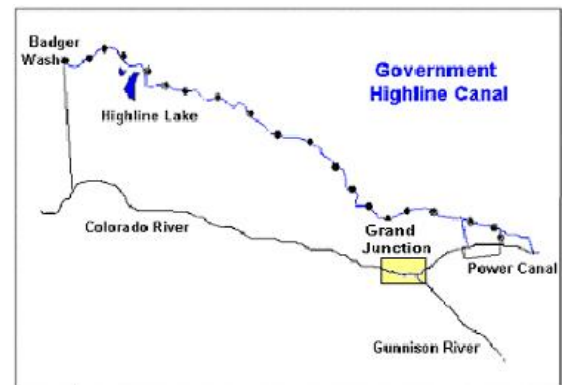 Badger
Wash
Government
Highline Canal
Highline Lake
Colorado River
Grand
Junction
Power Canal
Gunnison River